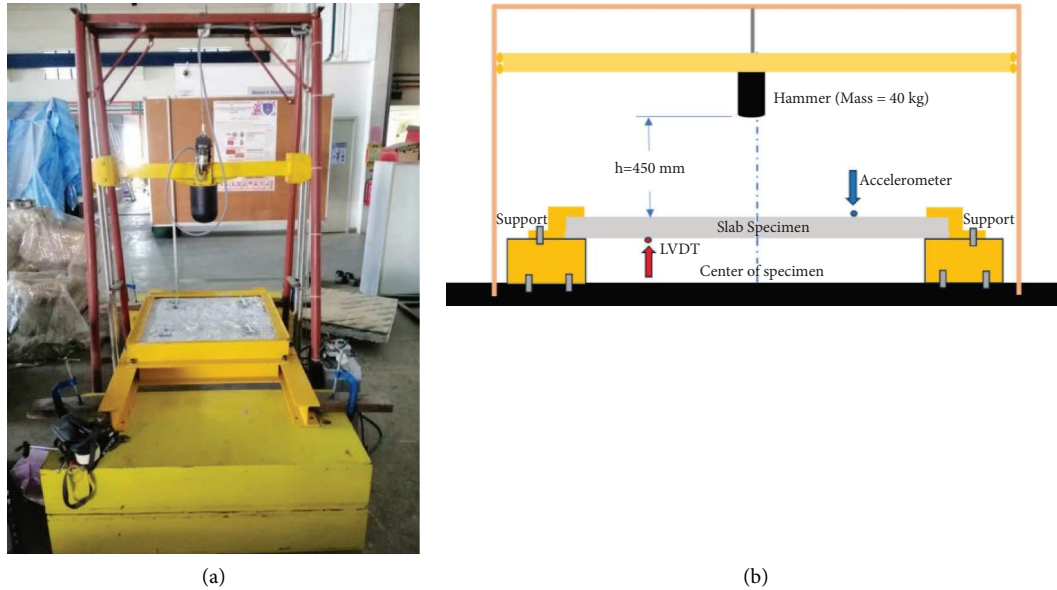 Hammer (Mass = 40 kg)
h=450 mm
Accelerometer
Support
Support
Slab Specimen
LVDT
Center of specimen
(a)
(b)